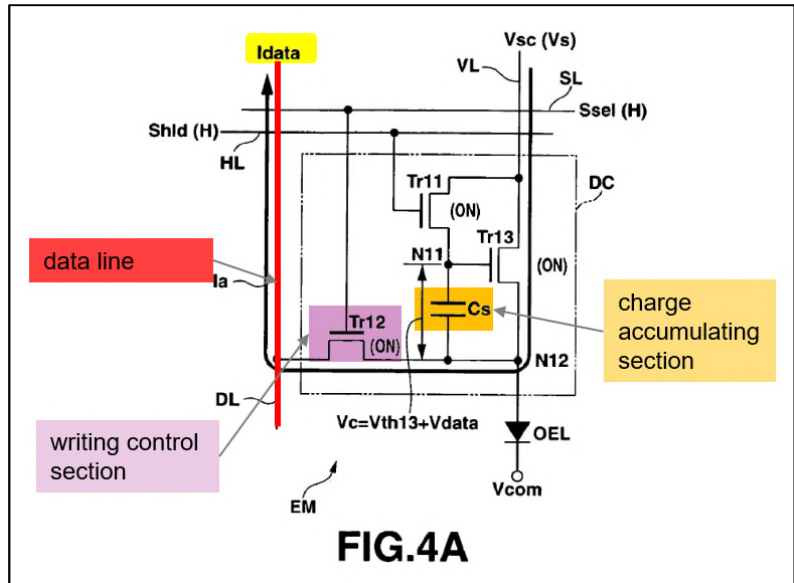 Idata
Vsc (Vs)
VL
SL
Ssel (H)
Shld (H)
HL
DC
Tr11
(ON)
Tr13
(ON)
N11
data line
Ia
Cs
charge
accumulating
section
Tr12
(ON)
N12
DL
Vc=Vth13+Vdata
OEL
writing control
section
Vcom
EM
FIG.4A